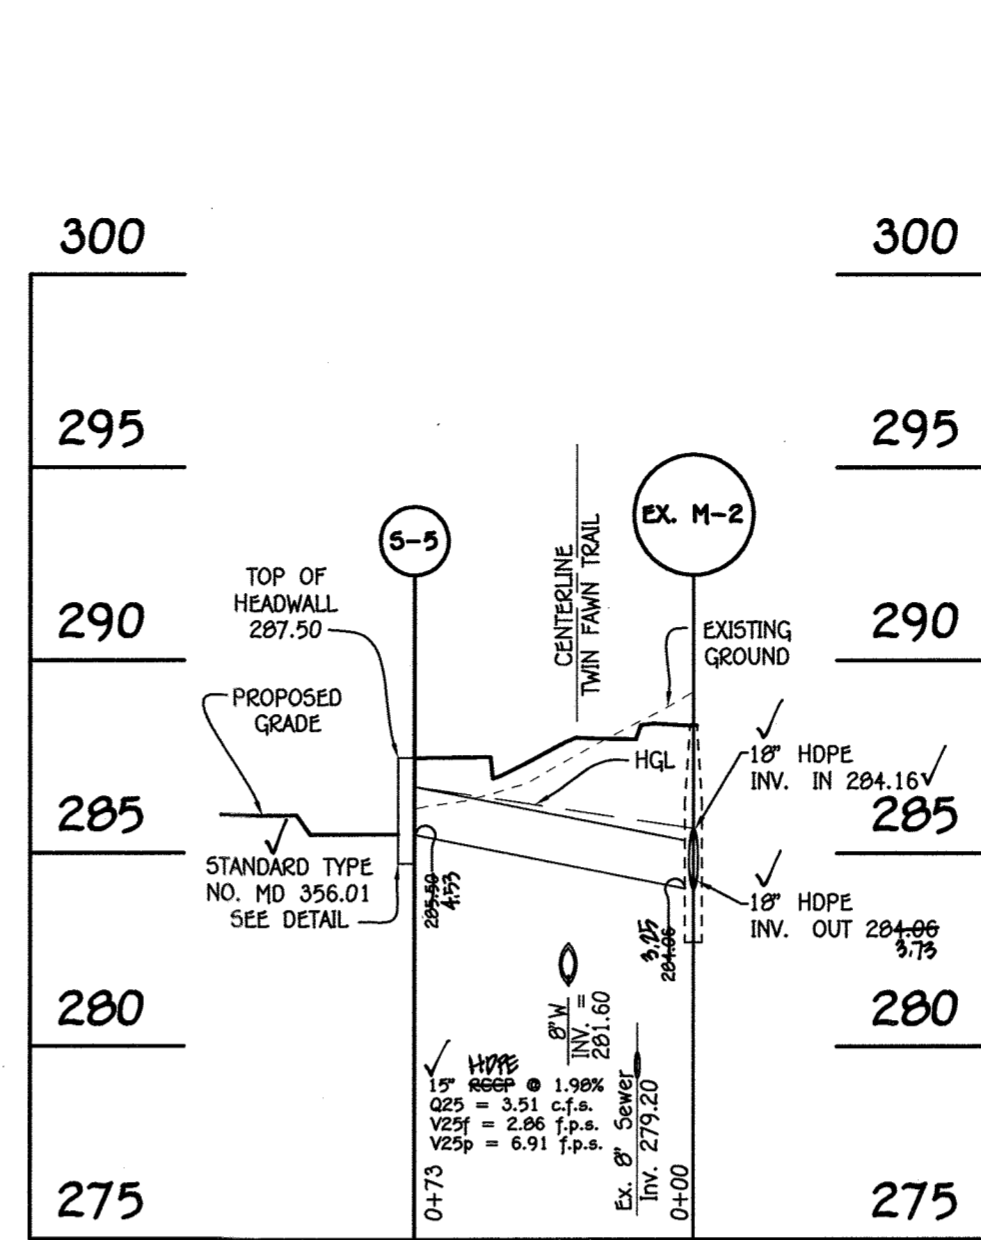 300
300
295
295
290
290
285
285
280
280
275
275
S-5
EX. M-2
TOP OF
HEADWALL
287.50
CENTERLINE
TWIN FAWN TRAIL
EXISTING
GROUND
PROPOSED
GRADE
HGL
18" HDPE
INV. IN 284.16
STANDARD TYPE
NO. MD 356.01
SEE DETAIL
285.50
4.53
3.25
284.06
18" HDPE
INV. OUT 284.06
3.73
8"W
INV. =
281.60
HDPE
15" RCCP @ 1.98%
Q25 = 3.51 c.f.s.
V25f = 2.86 f.p.s.
V25p = 6.91 f.p.s.
Ex. 8" Sewer
Inv. 279.20
0+73
0+00